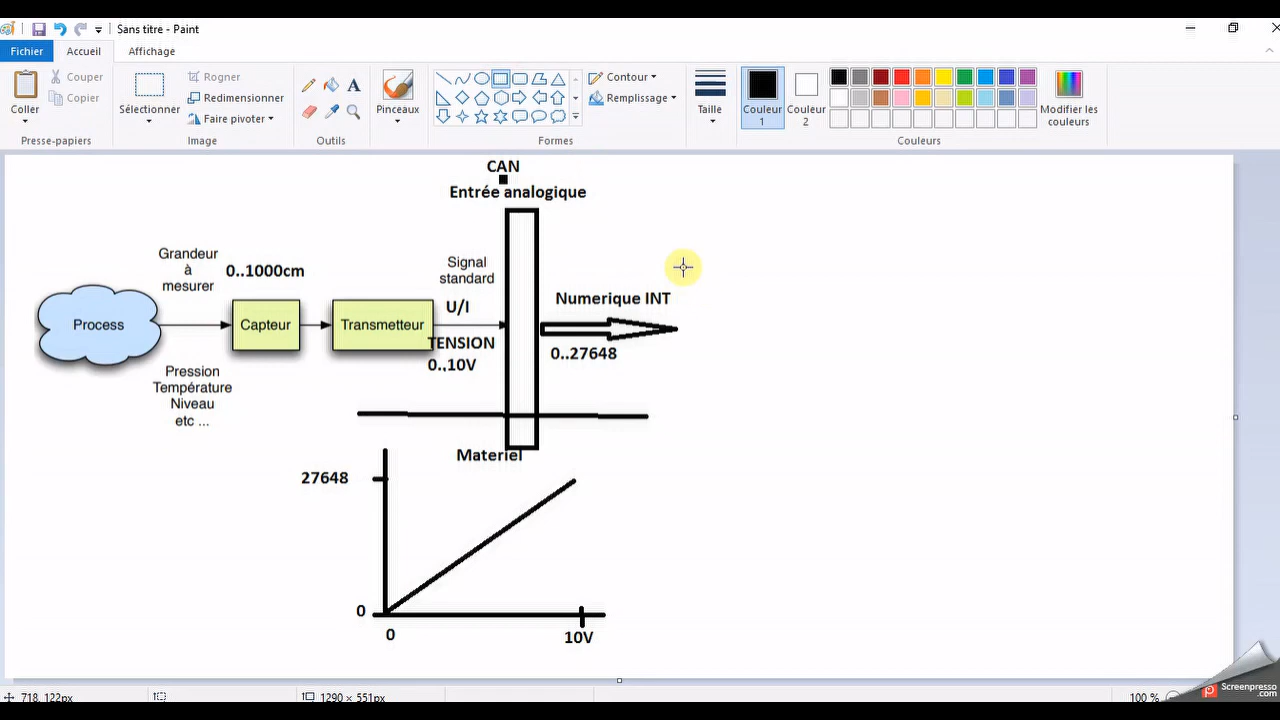 Sans titre - Paint
Fichier
Accueil
Affichage
Coller
Couper
Copier
Presse-papiers
Sélectionner
Rogner
Redimensionner
Faire pivoter
Image
A
Outils
Pinceaux
Contour
Remplissage
Formes
Taille
Couleur
1
Couleur
2
Modifier les
couleurs
Couleurs
CAN
Entrée analogique
Grandeur
à
mesurer
0..1000cm
Signal
standard
U/I
Numerique INT
Process
Capteur
Transmetteur
TENSION
0.,10V
0..27648
Pression
Température
Niveau
etc ...
Materiel
27648
0
0
10V
718, 122px
1290 × 551px
100 %
Screenpresso
.com